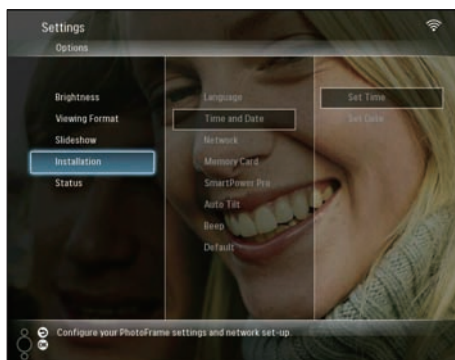 Settings
Options
Brightness
Viewing Format
Slideshow
Installation
Status
Language
Time and Date
Network
Memory Card
SmartPower Pro
Auto Tilt
Beep
Default
Set Time
Set Date
Configure your PhotoFrame settings and network set-up.
OK